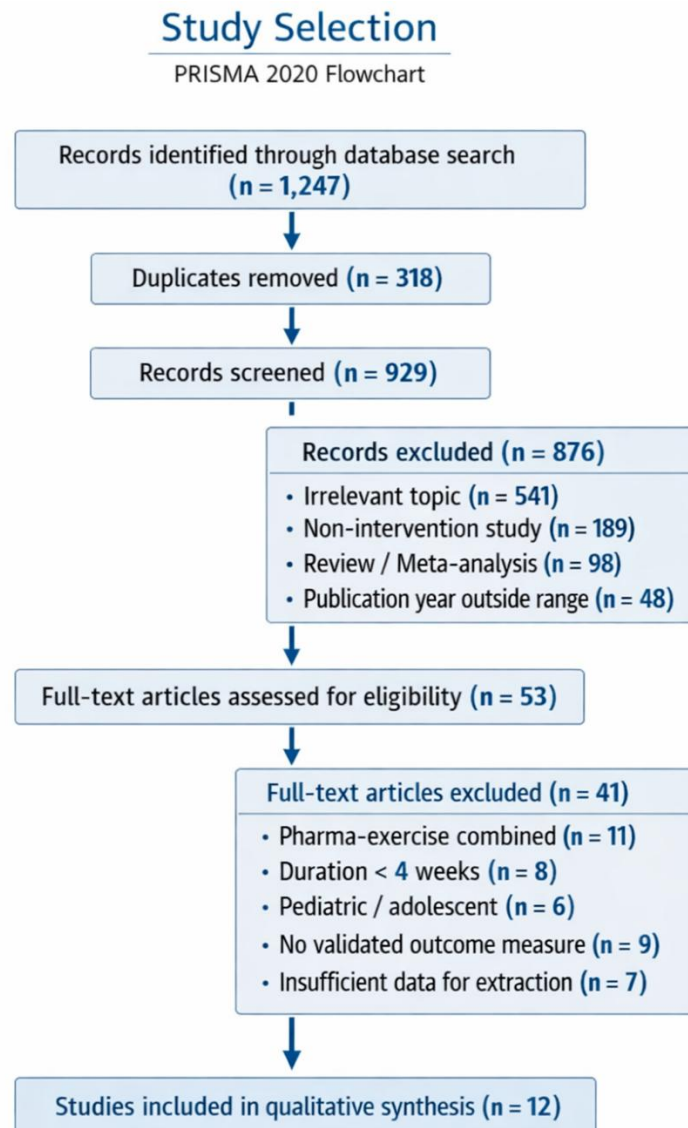 Study Selection
PRISMA 2020 Flowchart
Records identified through database search
(n = 1,247)
Duplicates removed (n = 318)
Records screened (n = 929)
Records excluded (n = 876)
• Irrelevant topic (n = 541)
• Non-intervention study (n = 189)
• Review / Meta-analysis (n = 98)
• Publication year outside range (n = 48)
Full-text articles assessed for eligibility (n = 53)
Full-text articles excluded (n = 41)
• Pharma-exercise combined (n = 11)
• Duration < 4 weeks (n = 8)
• Pediatric / adolescent (n = 6)
• No validated outcome measure (n = 9)
• Insufficient data for extraction (n = 7)
Studies included in qualitative synthesis (n = 12)